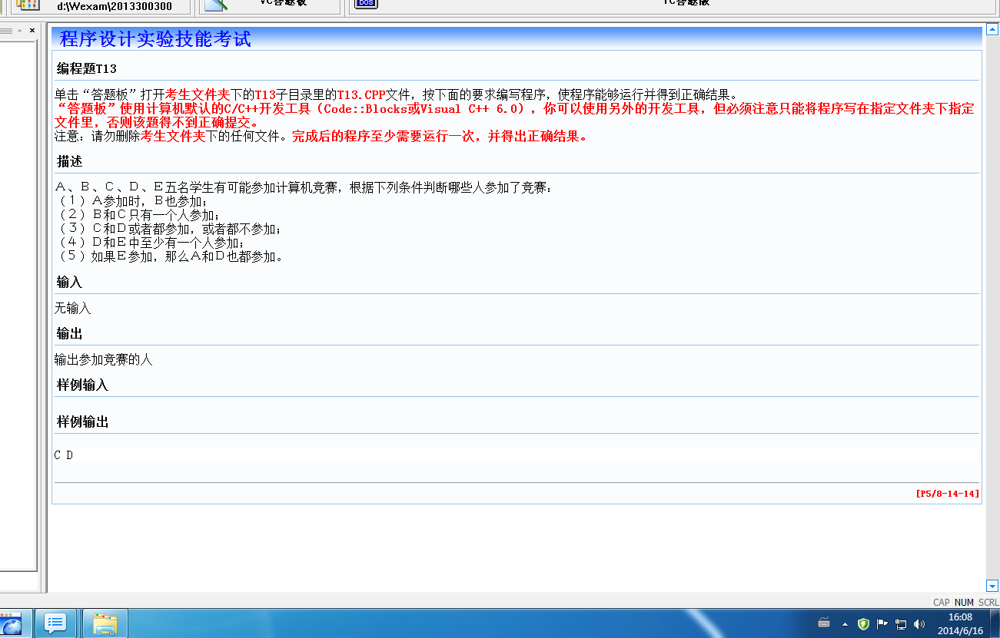 d:\Wexam\2013300300
VC答题板
DOS
TC答题版
程序设计实验技能考试
编程题T13
单击“答题板”打开考生文件夹下的T13子目录里的T13.CPP文件，按下面的要求编写程序，使程序能够运行并得到正确结果。
“答题板”使用计算机默认的C/C++开发工具（Code::Blocks或Visual C++ 6.0），你可以使用另外的开发工具，但必须注意只能将程序写在指定文件夹下指定
文件里，否则该题得不到正确提交。
注意：请勿删除考生文件夹下的任何文件。完成后的程序至少需要运行一次，并得出正确结果。
描述
Ａ、Ｂ、Ｃ、Ｄ、Ｅ五名学生有可能参加计算机竞赛，根据下列条件判断哪些人参加了竞赛：
（１）Ａ参加时，Ｂ也参加；
（２）Ｂ和Ｃ只有一个人参加；
（３）Ｃ和Ｄ或者都参加，或者都不参加；
（４）Ｄ和Ｅ中至少有一个人参加；
（５）如果Ｅ参加，那么Ａ和Ｄ也都参加。
输入
无输入
输出
输出参加竞赛的人
样例输入
样例输出
C D
[P5/8-14-14]
CAP NUM SCRL
16:08
2014/6/16